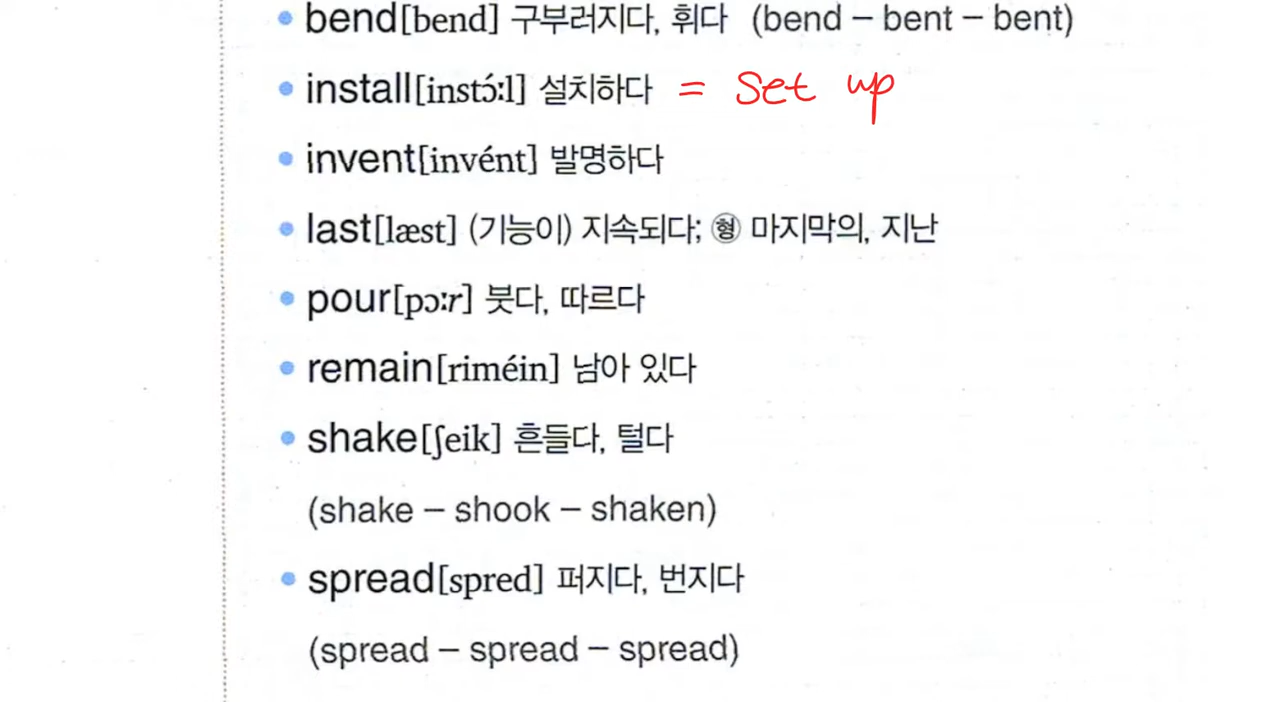 • bend[bend] 구부러지다, 휘다 (bend – bent – bent)
• install[instɔ́ːl] 설치하다 = Set up
• invent[invént] 발명하다
• last[læst] (기능이) 지속되다; ㉻ 마지막의, 지난
• pour[pɔːr] 붓다, 따르다
• remain[riméin] 남아 있다
• shake[ʃeik] 흔들다, 털다
(shake – shook – shaken)
• spread[spred] 퍼지다, 번지다
(spread – spread – spread)